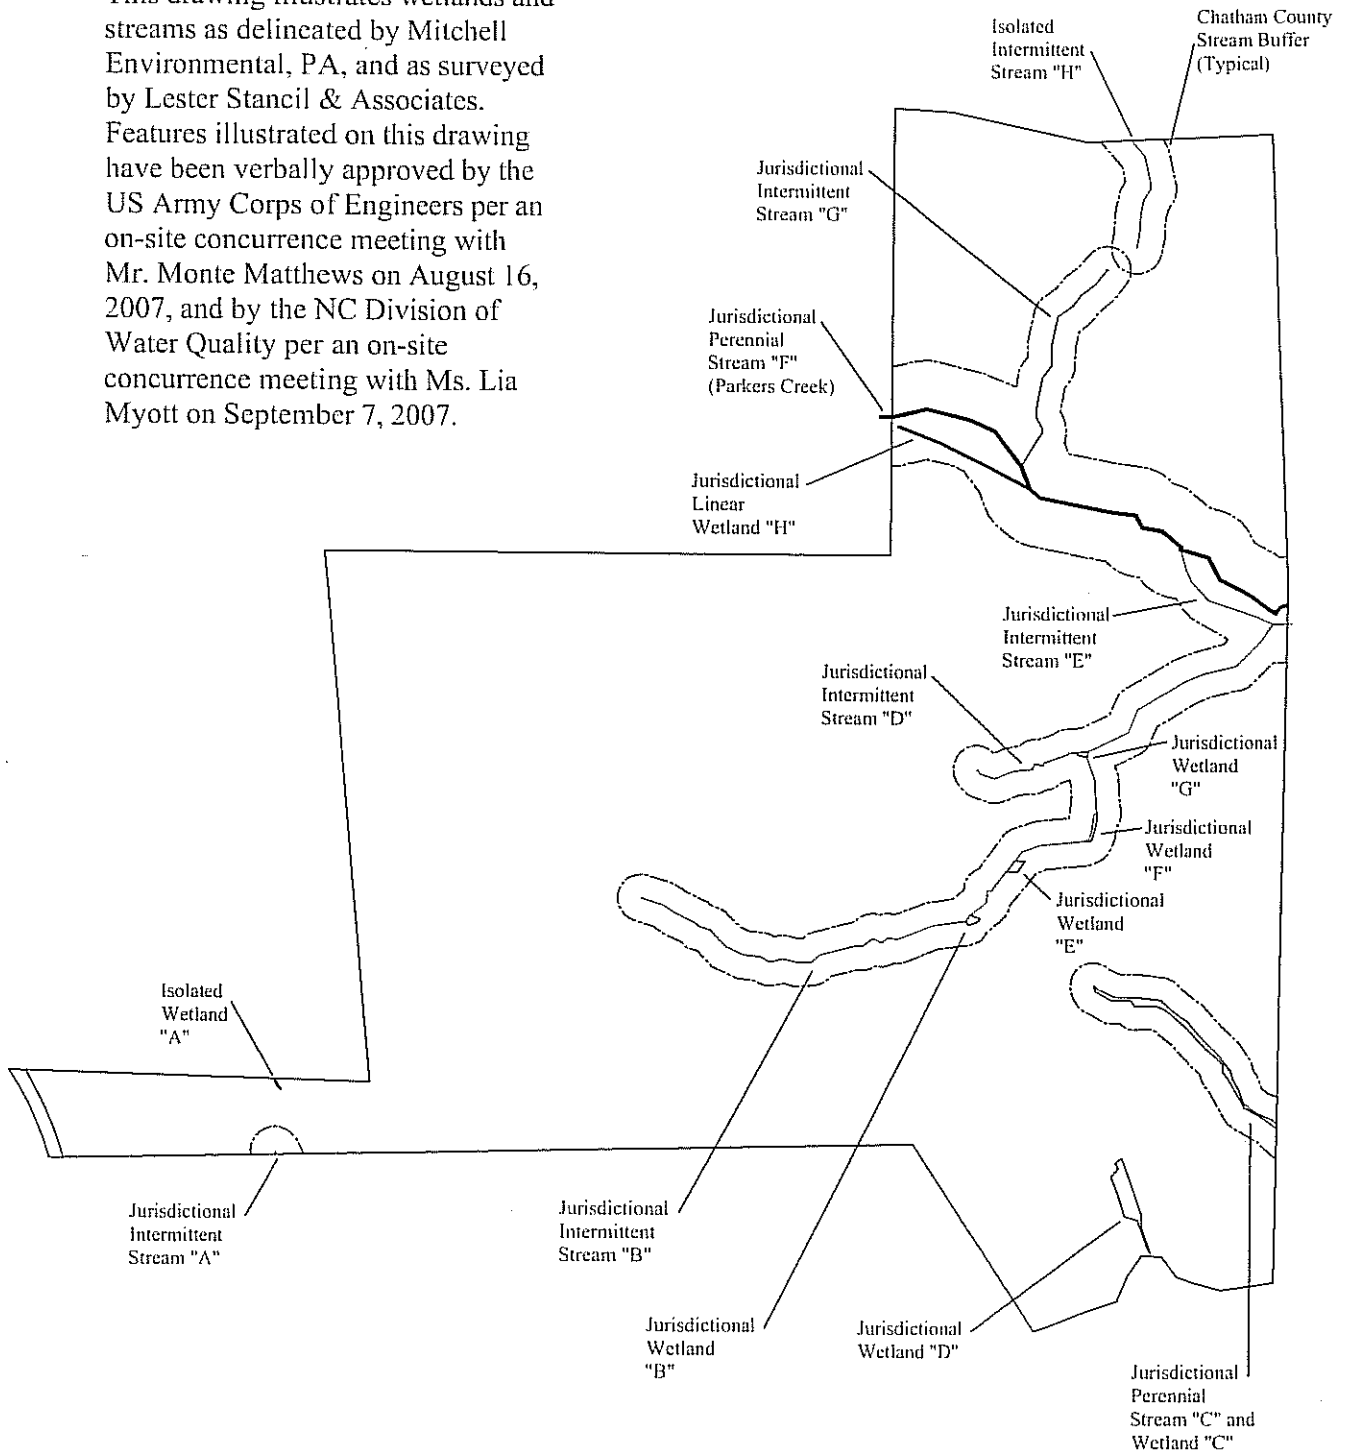 This drawing illustrates wetlands and
streams as delineated by Mitchell
Environmental, PA, and as surveyed
by Lester Stancil & Associates.
Features illustrated on this drawing
have been verbally approved by the
US Army Corps of Engineers per an
on-site concurrence meeting with
Mr. Monte Matthews on August 16,
2007, and by the NC Division of
Water Quality per an on-site
concurrence meeting with Ms. Lia
Myott on September 7, 2007.
Isolated
Intermittent
Stream "H"
Chatham County
Stream Buffer
(Typical)
Jurisdictional
Intermittent
Stream "G"
Jurisdictional
Perennial
Stream "F"
(Parkers Creek)
Jurisdictional
Linear
Wetland "H"
Jurisdictional
Intermittent
Stream "E"
Jurisdictional
Intermittent
Stream "D"
Jurisdictional
Wetland
"G"
Jurisdictional
Wetland
"F"
Jurisdictional
Wetland
"E"
Isolated
Wetland
"A"
Jurisdictional
Intermittent
Stream "A"
Jurisdictional
Intermittent
Stream "B"
Jurisdictional
Wetland
"B"
Jurisdictional
Wetland "D"
Jurisdictional
Perennial
Stream "C" and
Wetland "C"